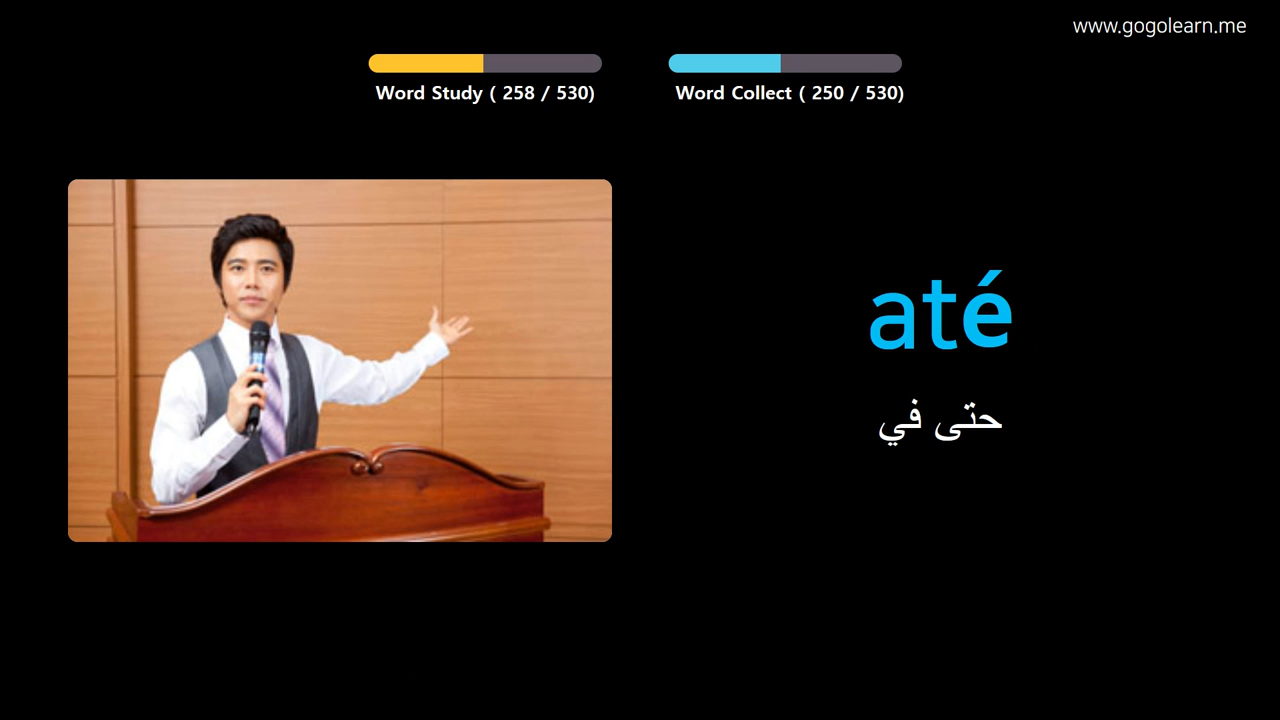 www.gogolearn.me
Word Study ( 258 / 530)
Word Collect ( 250 / 530)
até
حتى في